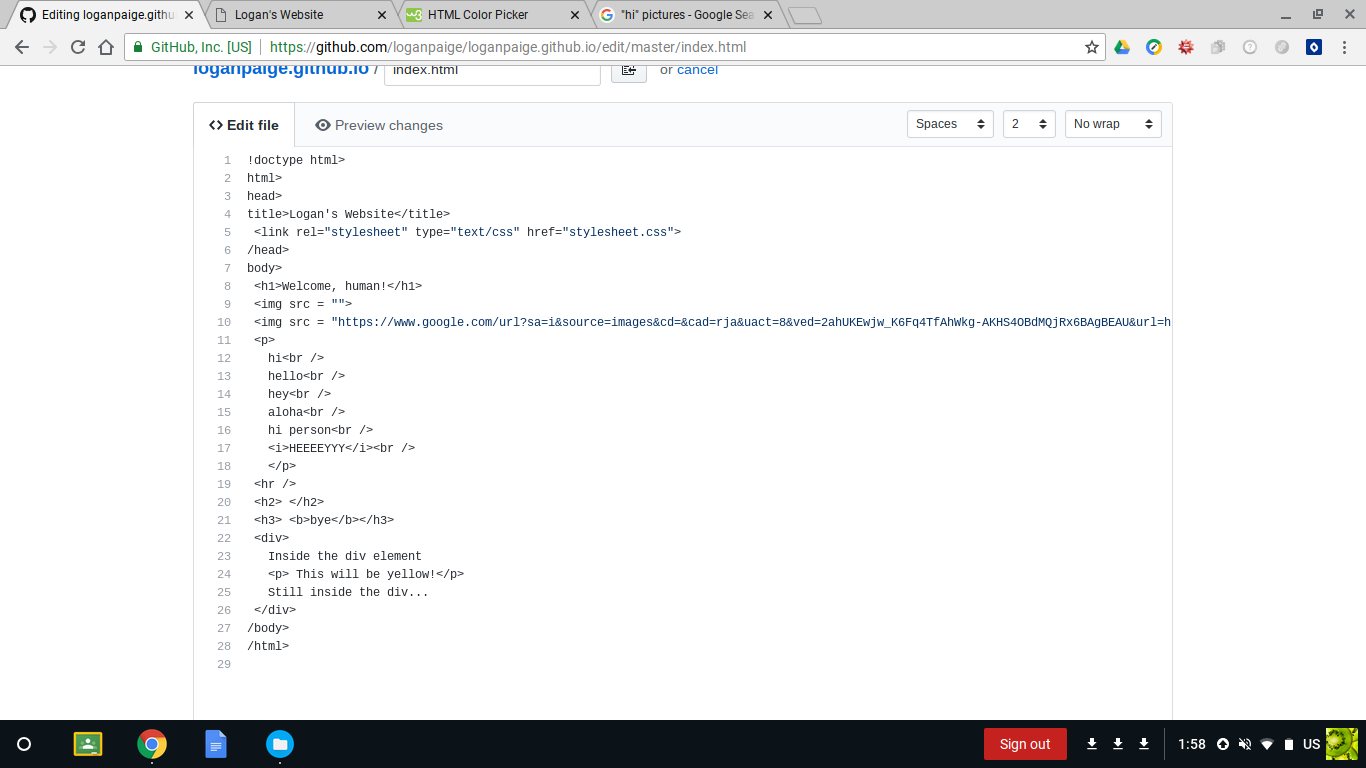 Editing loganpaige.githu
Logan's Website
HTML Color Picker
"hi" pictures - Google Sea
GitHub, Inc. [US]
https://github.com/loganpaige/loganpaige.github.io/edit/master/index.html
loganpaige.github.io / index.html or cancel
<> Edit file
Preview changes
Spaces
2
No wrap
1 !doctype html>
2 html>
3 head>
4 title>Logan's Website</title>
5 <link rel="stylesheet" type="text/css" href="stylesheet.css">
6 /head>
7 body>
8 <h1>Welcome, human!</h1>
9 <img src = "">
10 <img src = "https://www.google.com/url?sa=i&source=images&cd=&cad=rja&uact=8&ved=2ahUKEwjw_K6Fq4TfAhWkg-AKHS4OBdMQjRx6BAgBEAU&url=h
11 <p>
12 hi<br />
13 hello<br />
14 hey<br />
15 aloha<br />
16 hi person<br />
17 <i>HEEEEYYY</i><br />
18 </p>
19 <hr />
20 <h2> </h2>
21 <h3> <b>bye</b></h3>
22 <div>
23 Inside the div element
24 <p> This will be yellow!</p>
25 Still inside the div...
26 </div>
27 /body>
28 /html>
29
Sign out
1:58
US